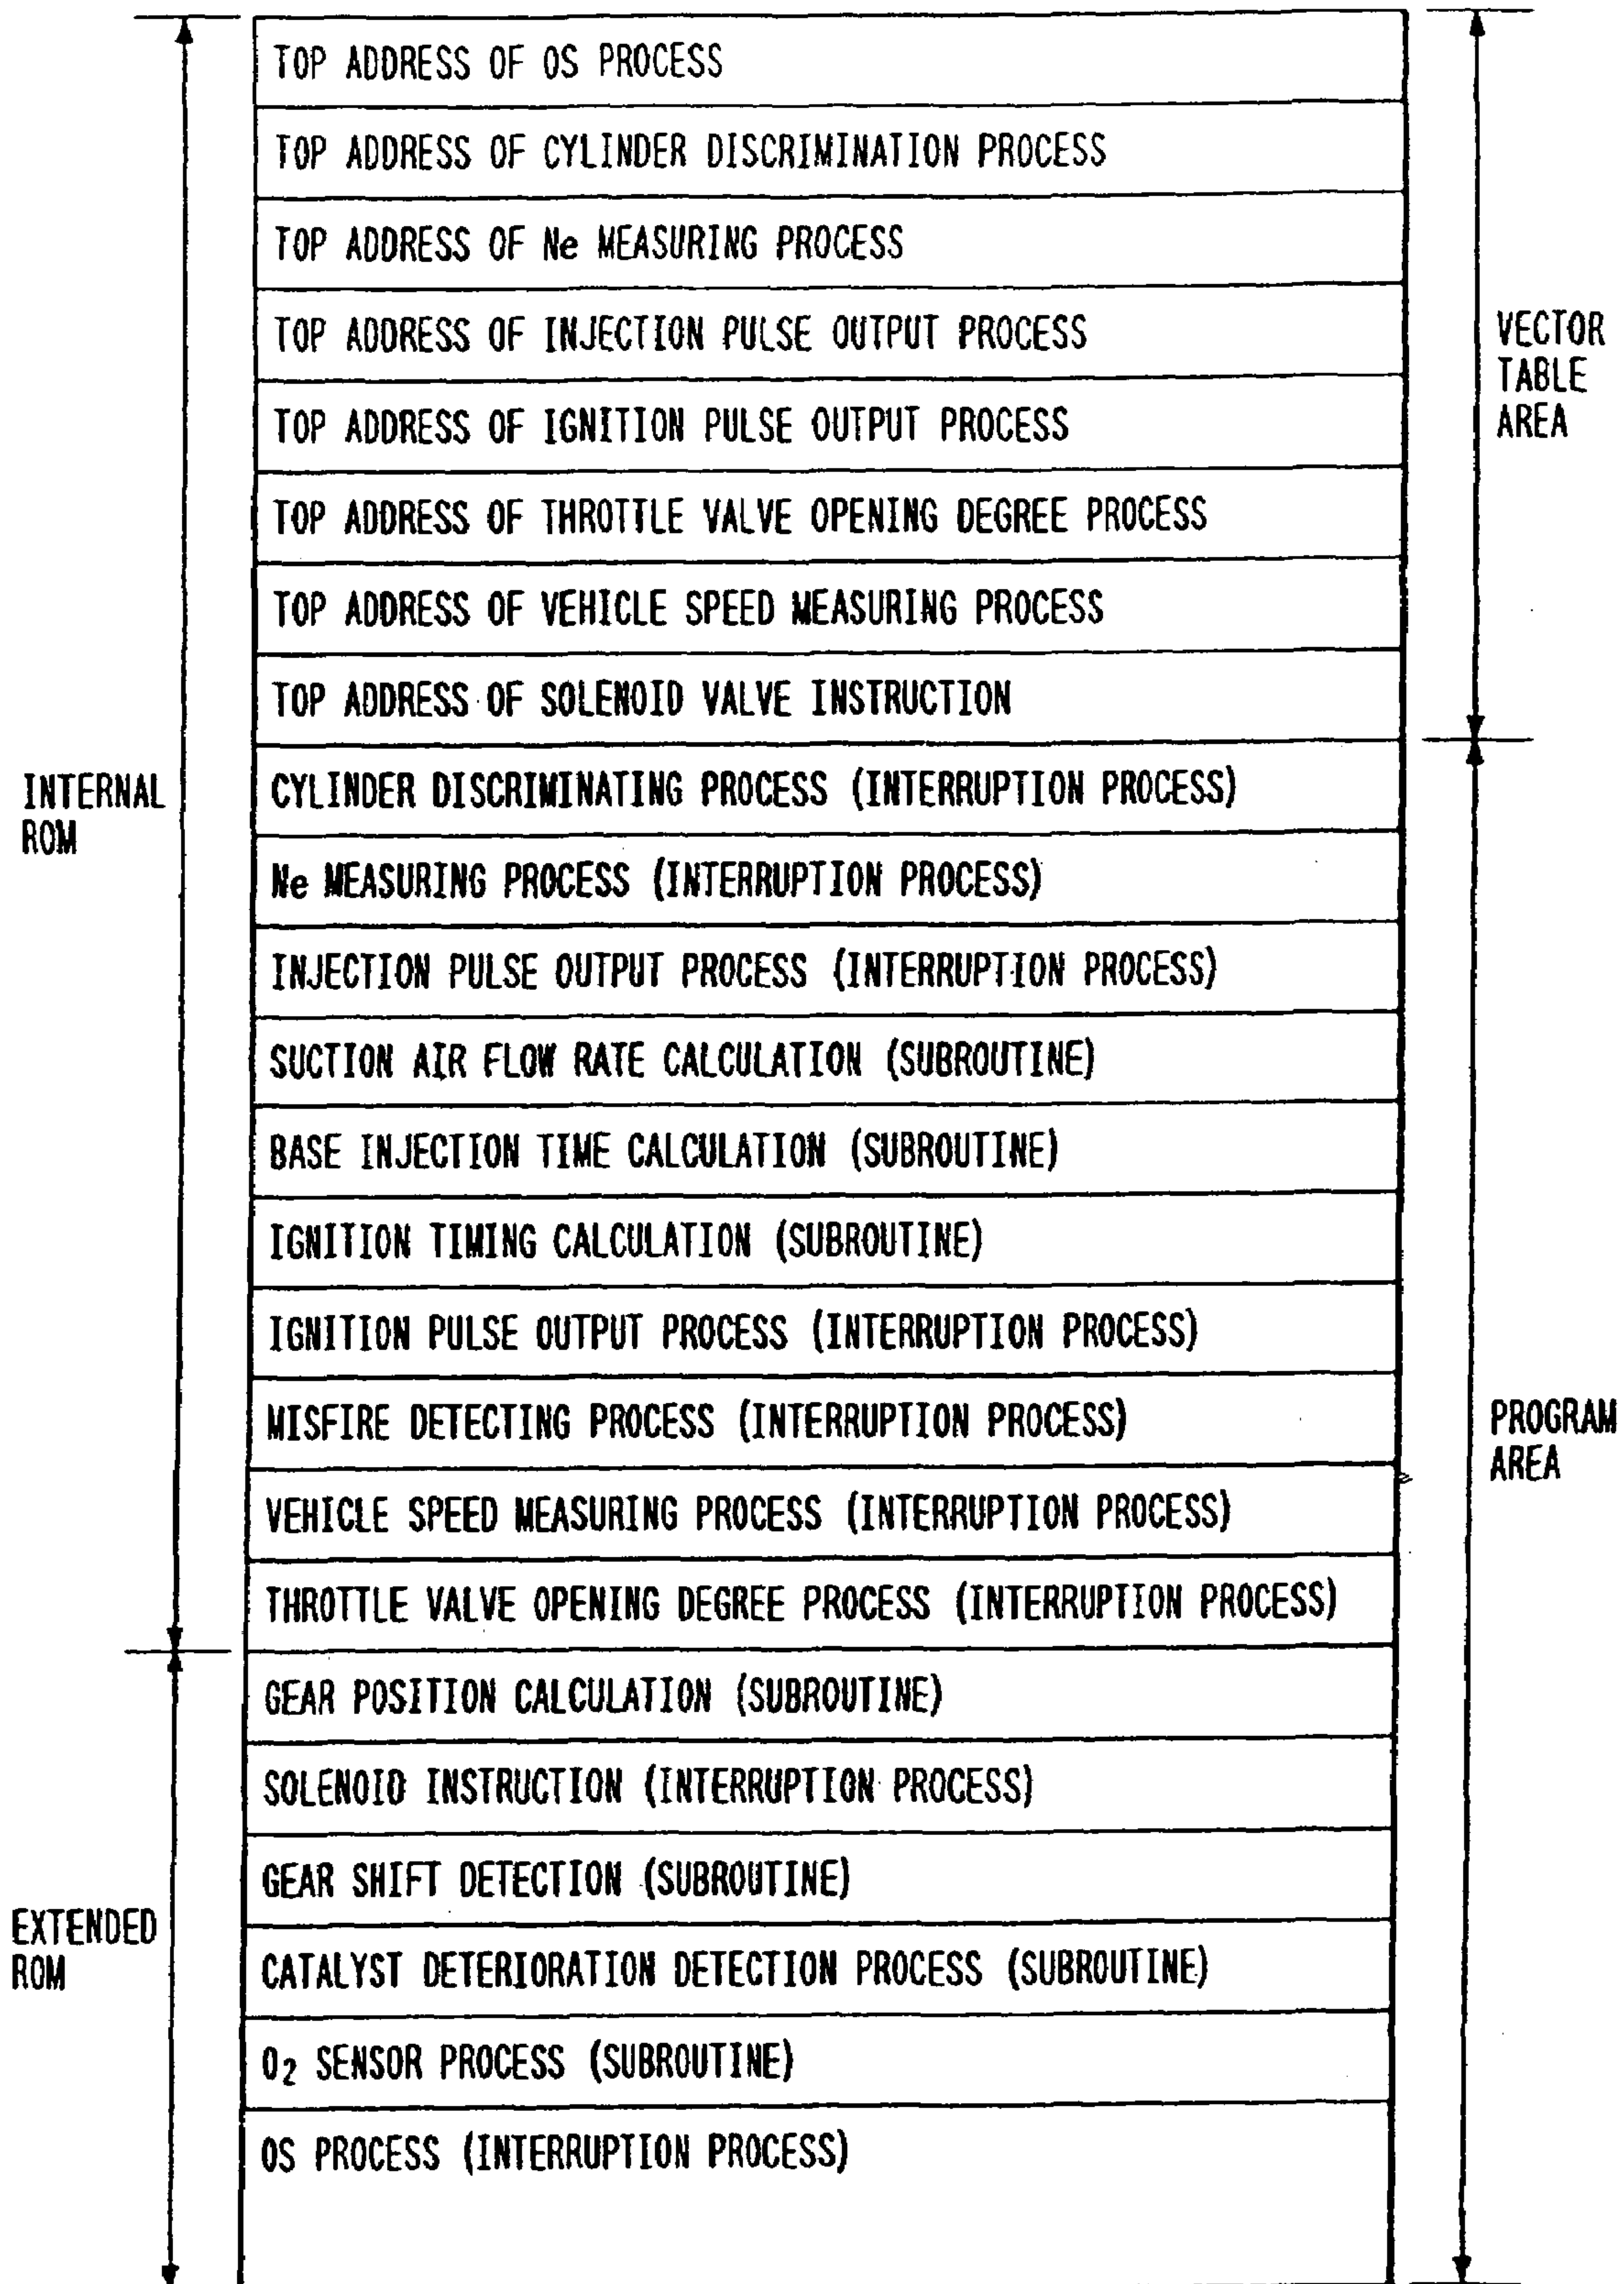 TOP ADDRESS OF OS PROCESS
TOP ADDRESS OF CYLINDER DISCRIMINATION PROCESS
TOP ADDRESS OF Ne MEASURING PROCESS
TOP ADDRESS OF INJECTION PULSE OUTPUT PROCESS
TOP ADDRESS OF IGNITION PULSE OUTPUT PROCESS
TOP ADDRESS OF THROTTLE VALVE OPENING DEGREE PROCESS
TOP ADDRESS OF VEHICLE SPEED MEASURING PROCESS
TOP ADDRESS OF SOLENOID VALVE INSTRUCTION
VECTOR
TABLE
AREA
INTERNAL
ROM
CYLINDER DISCRIMINATING PROCESS (INTERRUPTION PROCESS)
Ne MEASURING PROCESS (INTERRUPTION PROCESS)
INJECTION PULSE OUTPUT PROCESS (INTERRUPTION PROCESS)
SUCTION AIR FLOW RATE CALCULATION (SUBROUTINE)
BASE INJECTION TIME CALCULATION (SUBROUTINE)
IGNITION TIMING CALCULATION (SUBROUTINE)
IGNITION PULSE OUTPUT PROCESS (INTERRUPTION PROCESS)
MISFIRE DETECTING PROCESS (INTERRUPTION PROCESS)
VEHICLE SPEED MEASURING PROCESS (INTERRUPTION PROCESS)
THROTTLE VALVE OPENING DEGREE PROCESS (INTERRUPTION PROCESS)
PROGRAM
AREA
GEAR POSITION CALCULATION (SUBROUTINE)
SOLENOID INSTRUCTION (INTERRUPTION PROCESS)
GEAR SHIFT DETECTION (SUBROUTINE)
CATALYST DETERIORATION DETECTION PROCESS (SUBROUTINE)
O2 SENSOR PROCESS (SUBROUTINE)
OS PROCESS (INTERRUPTION PROCESS)
EXTENDED
ROM